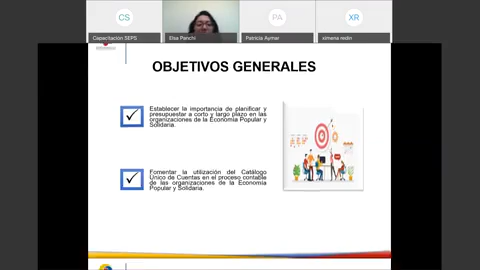 CS
PA
XR
Capacitacion SEPS
Elsa Panchi
Patricia Aymar
ximena redin
OBJETIVOS GENERALES
Establecer la importancia de planificar y
presupuestar a corto y largo plazo en las
organizaciones de la Economía Popular y
Solidaria.
Fomentar la utilización del Catálogo
Único de Cuentas en el proceso contable
de las organizaciones de la Economía
Popular y Solidaria.